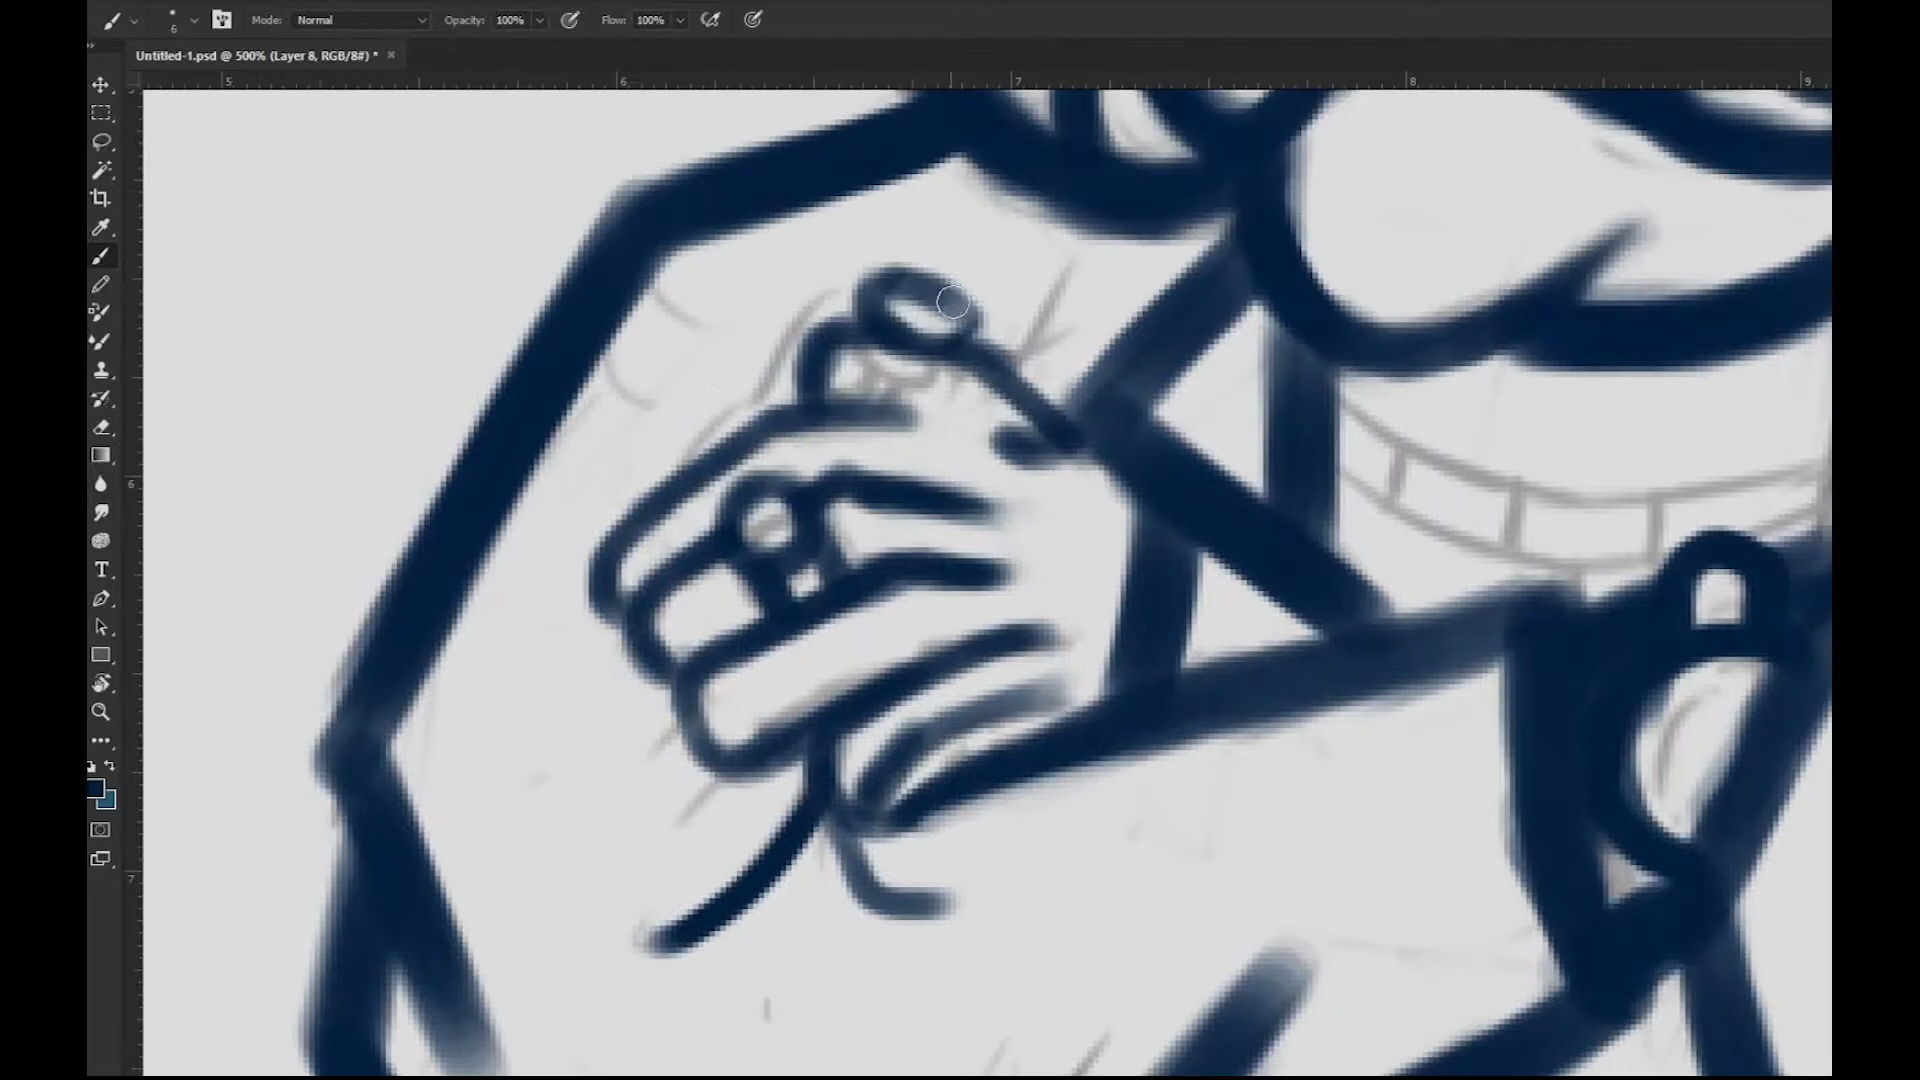 6 Mode: Normal Opacity: 100% Flow: 100%
Untitled-1.psd @ 500% (Layer 8, RGB/8#) * ×
5 6 7 8 9
6
7